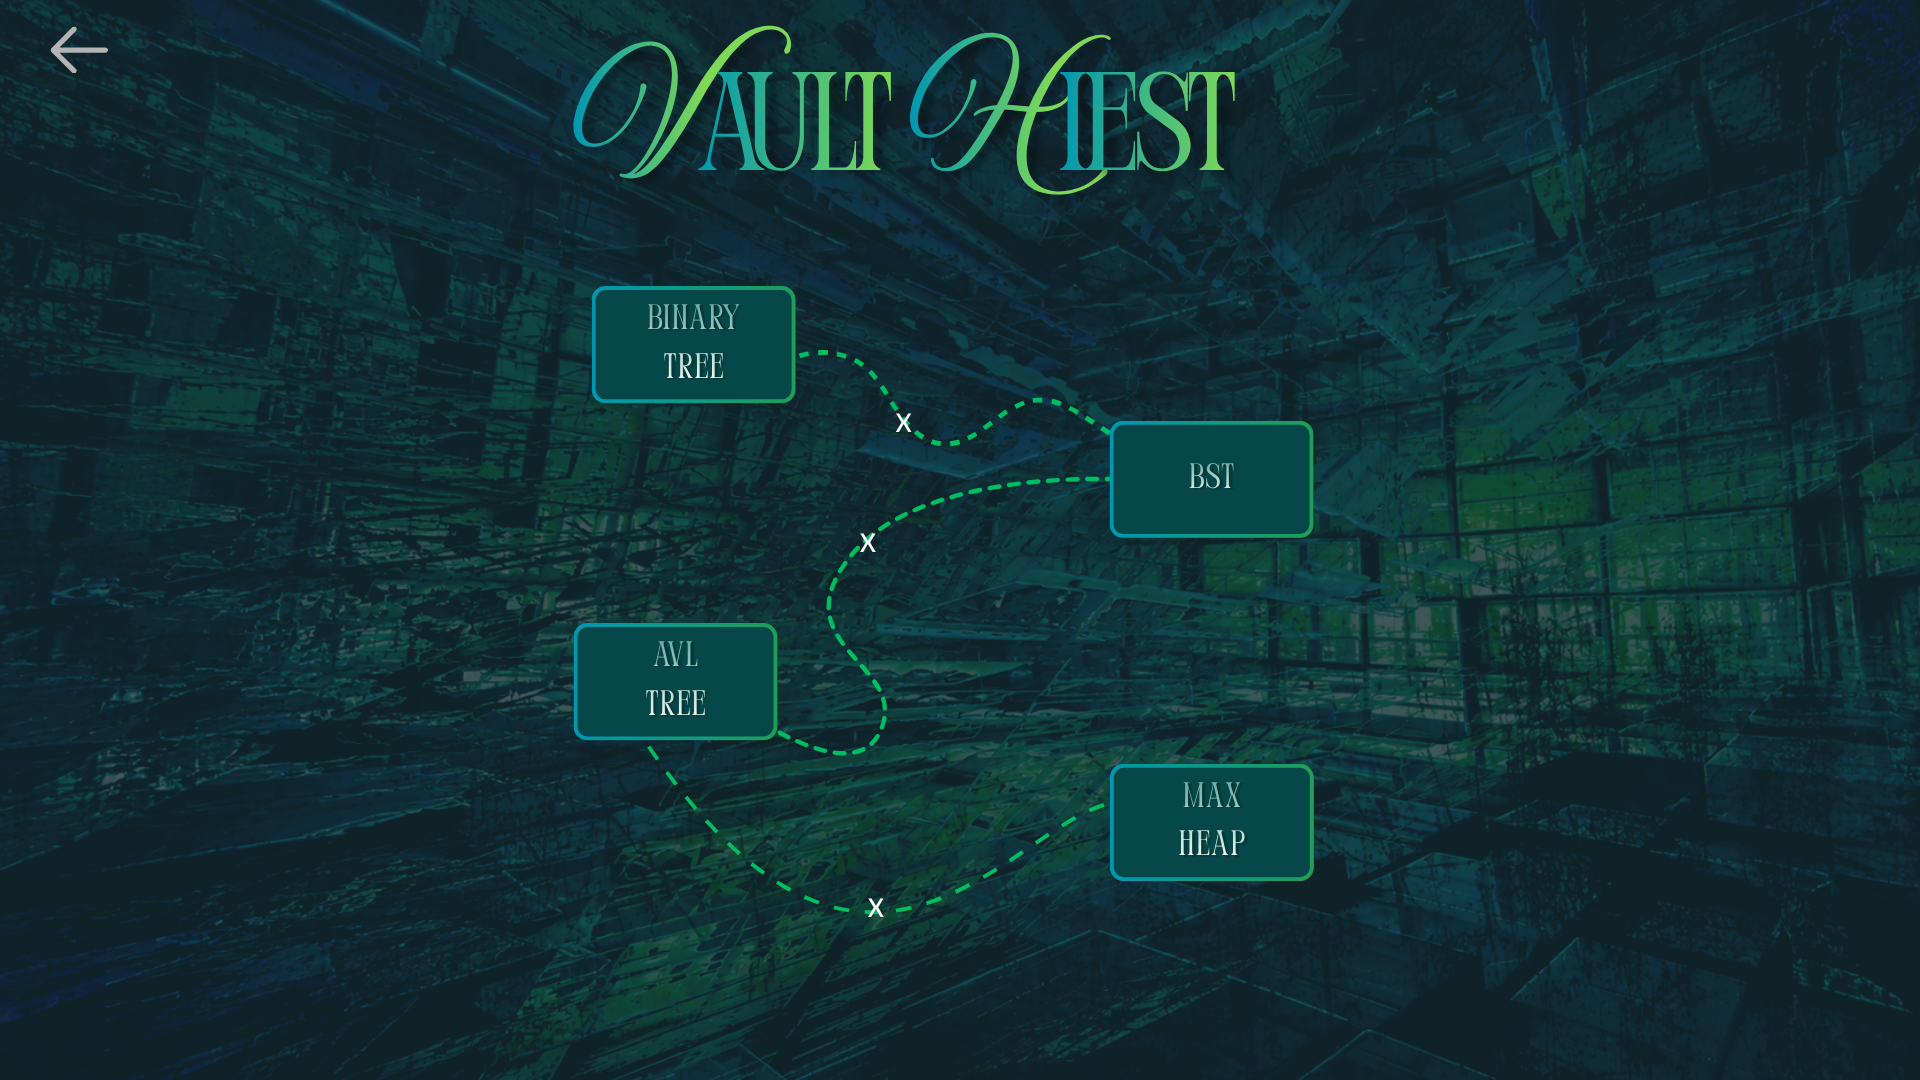 VAULT HIEST
BINARY
TREE
X
BST
X
AVL
TREE
MAX
HEAP
X